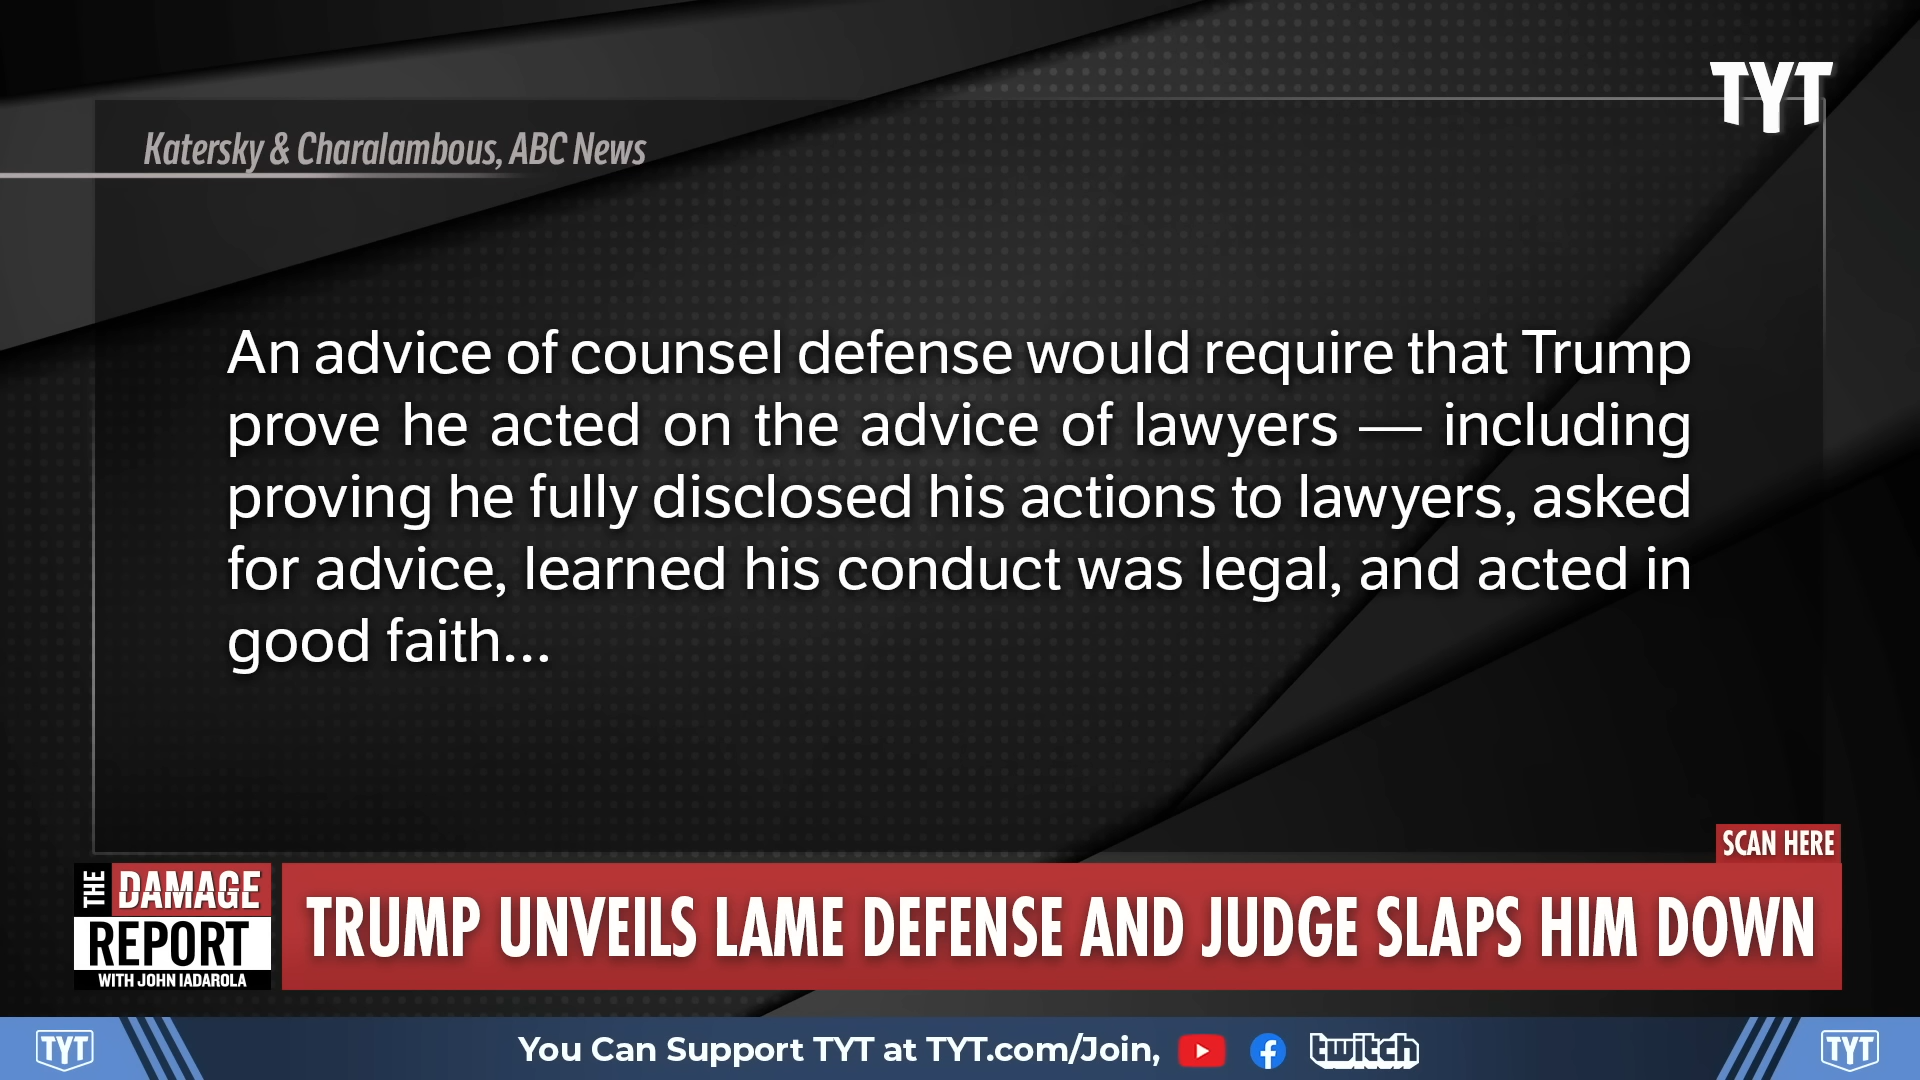 TYT
Katersky & Charalambous, ABC News
An advice of counsel defense would require that Trump
prove he acted on the advice of lawyers — including
proving he fully disclosed his actions to lawyers, asked
for advice, learned his conduct was legal, and acted in
good faith...
SCAN HERE
THE DAMAGE
REPORT
WITH JOHN IADAROLA
TRUMP UNVEILS LAME DEFENSE AND JUDGE SLAPS HIM DOWN
TYT
You Can Support TYT at TYT.com/Join,
twitch
TYT